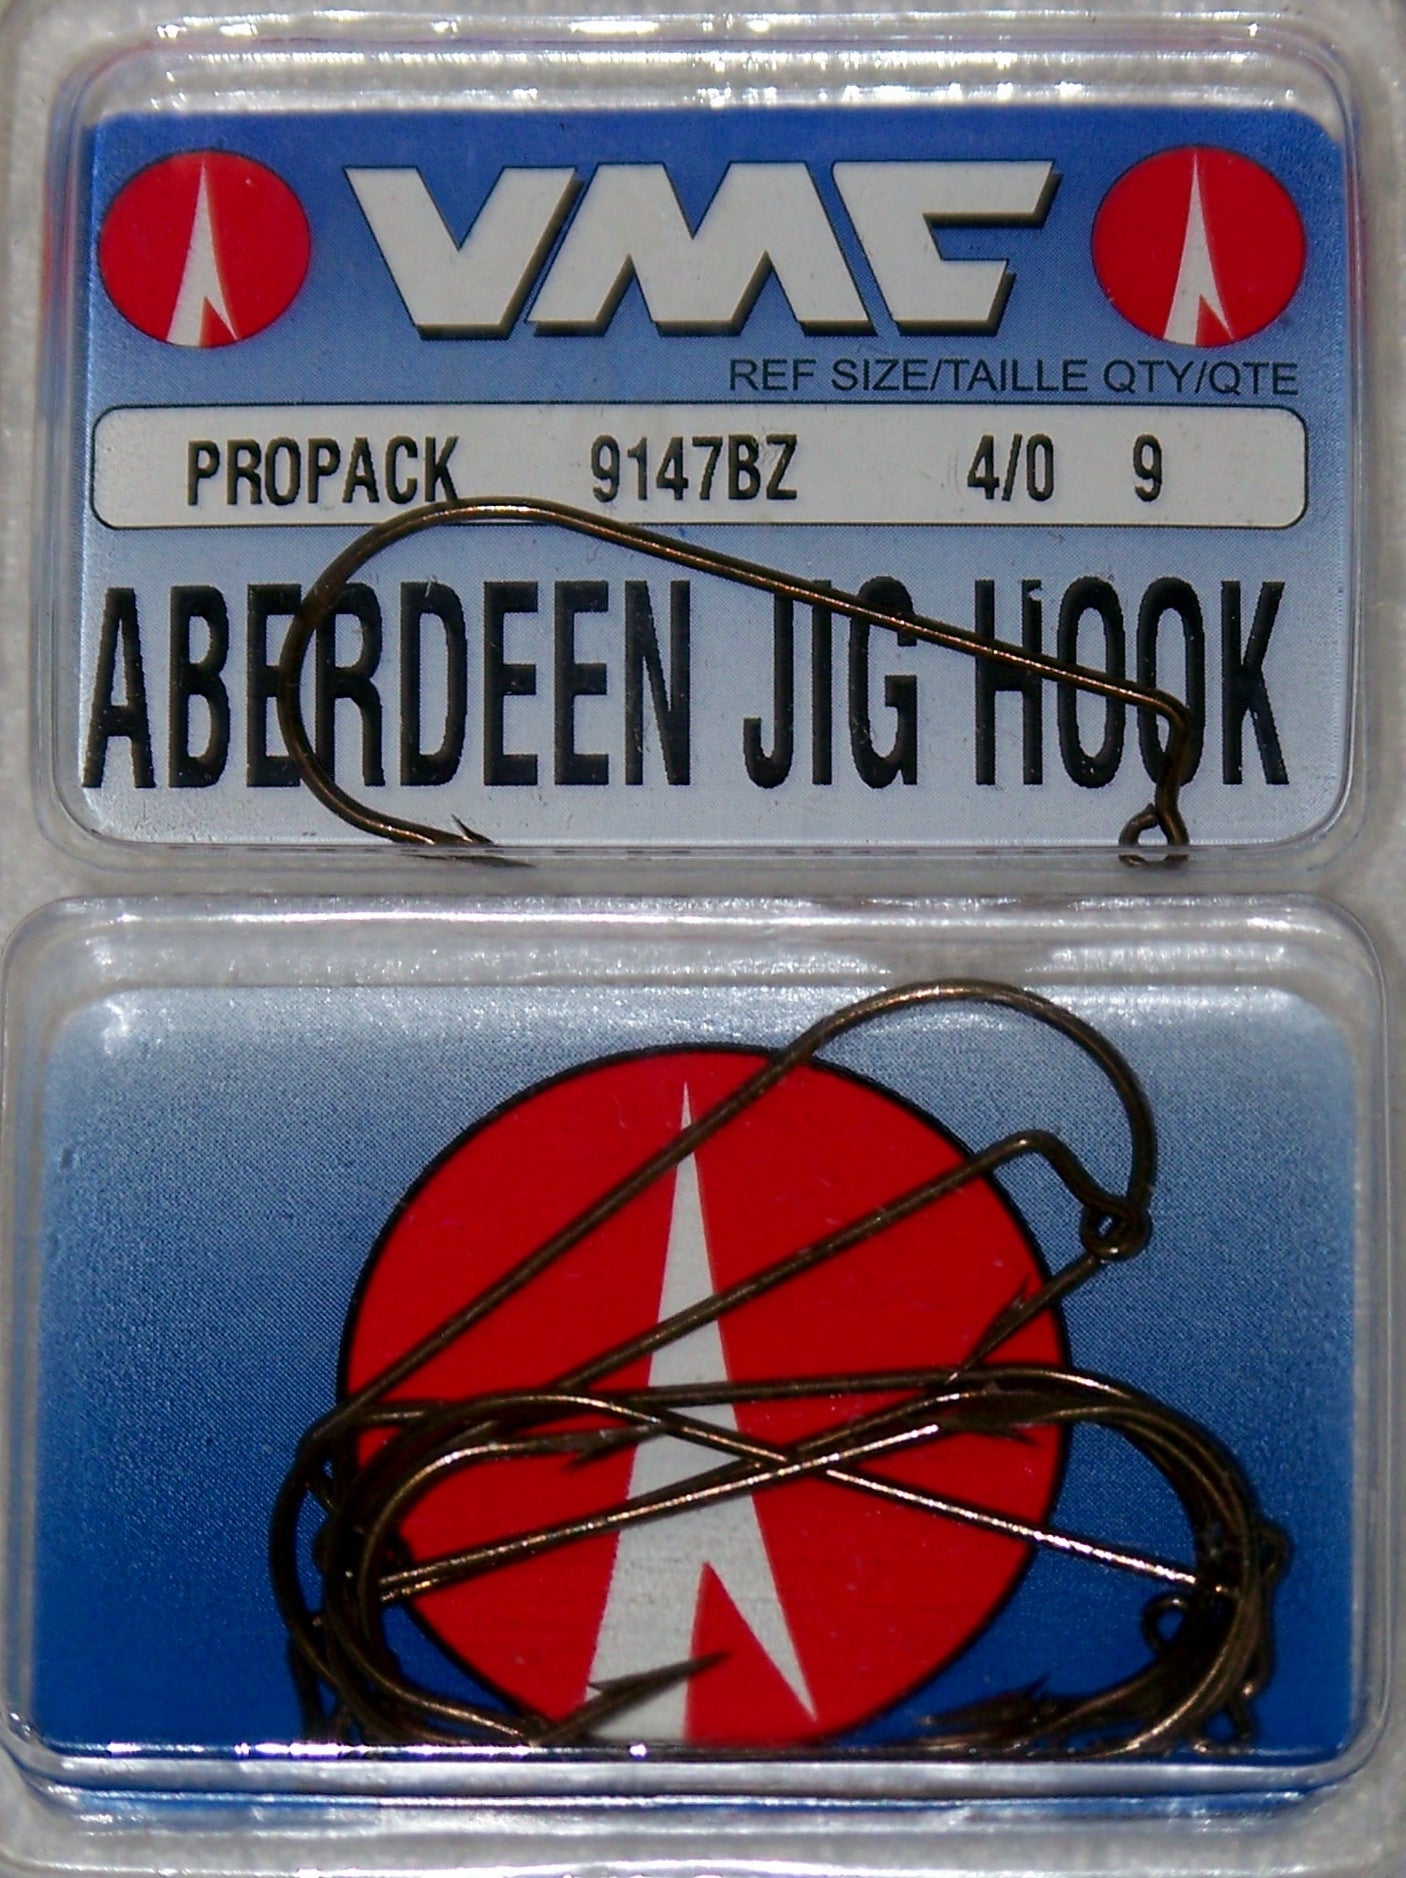 VMC
REF SIZE/TAILLE QTY/QTE
PROPACK 9147BZ 4/0 9
ABERDEEN JIG HOOK